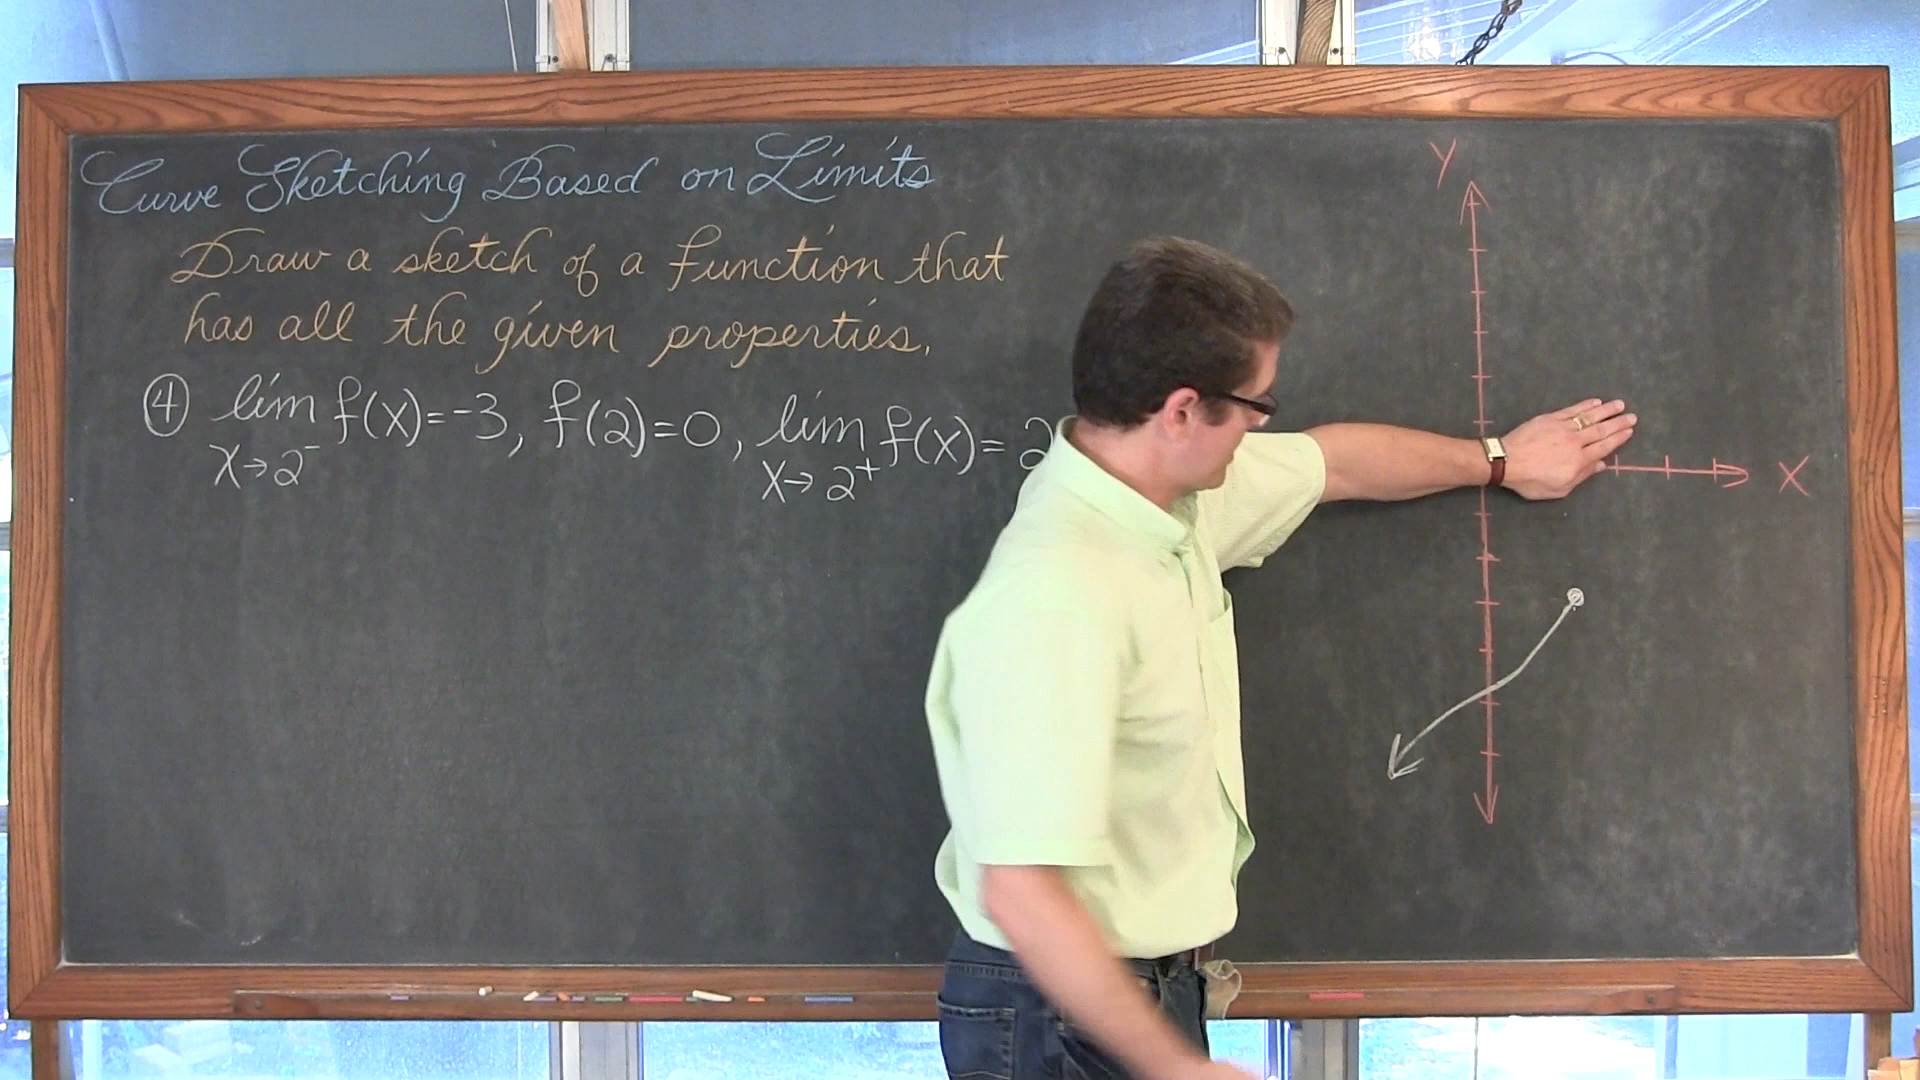 Curve Sketching Based on Limits
Draw a sketch of a function that
has all the given properties.
④ lim f(x)=-3, f(2)=0, lim f(x)=2
x→2⁻ x→2⁺
Y
X